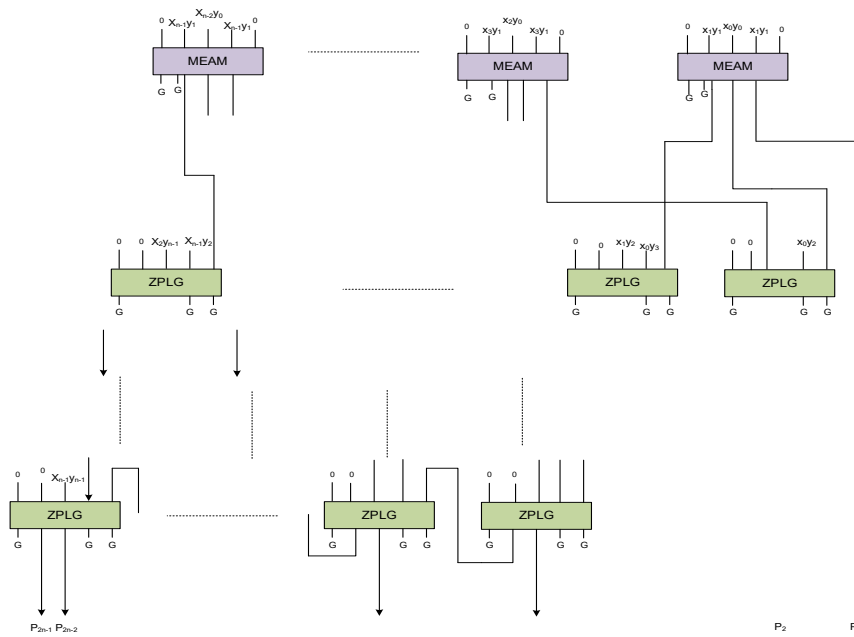 0 Xn-1y1 Xn-2y0 Xn-1y1 0
0 x3y1 x2y0 x3y1 0
0 x1y1 x0y0 x1y1 0
MEAM MEAM MEAM
G G G G G G
0 0 X2yn-1 Xn-1y2
0 0 x1y2 x0y3
0 0 x0y2
ZPLG ZPLG ZPLG
G G G G G G G G G
0 0 Xn-1yn-1
0 0
0 0
ZPLG ZPLG ZPLG
G G G G G G G G G
P2n-1 P2n-2
P2 P